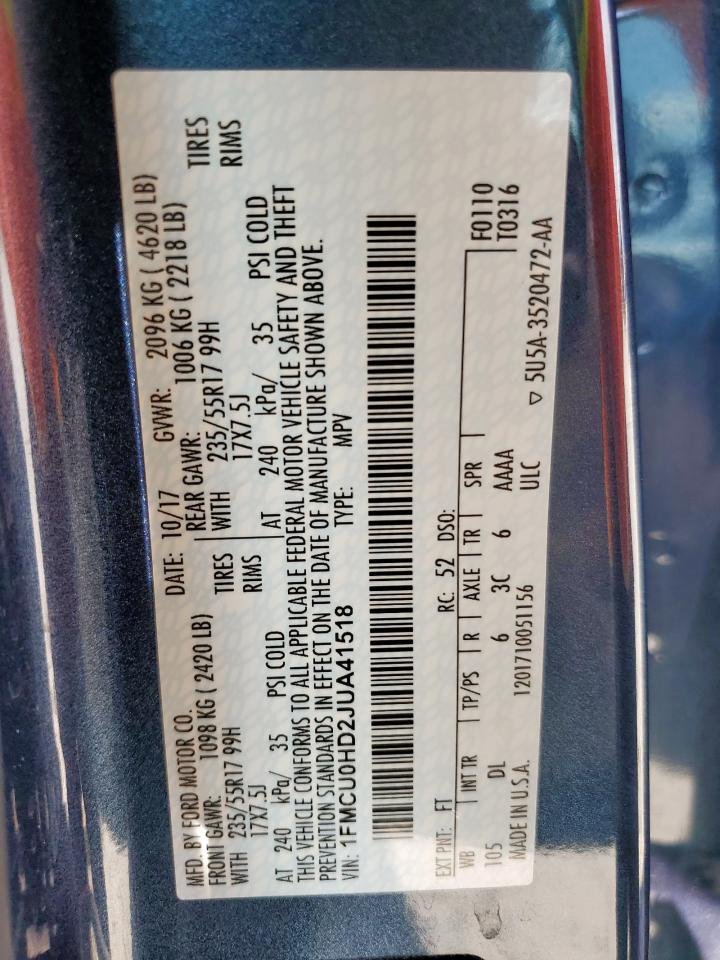 MFD. BY FORD MOTOR CO. DATE: 10/17 GVWR: 2096 KG ( 4620 LB)
FRONT GAWR: 1098 KG ( 2420 LB) REAR GAWR: 1006 KG ( 2218 LB)
WITH 235/55R17 99H TIRES WITH 235/55R17 99H TIRES
17X7.5J RIMS 17X7.5J RIMS
AT 240 kPa/ 35 PSI COLD AT 240 kPa/ 35 PSI COLD
THIS VEHICLE CONFORMS TO ALL APPLICABLE FEDERAL MOTOR VEHICLE SAFETY AND THEFT
PREVENTION STANDARDS IN EFFECT ON THE DATE OF MANUFACTURE SHOWN ABOVE.
VIN: 1FMCU0HD2JUA41518 TYPE: MPV
EXT PNT: FT RC: 52 DSO: F0110
WB INT TR TP/PS R AXLE TR SPR T0316
105 DL 6 3C 6 AAAA
MADE IN U.S.A. 1201710051156 ULC
▽ 5U5A-3520472-AA